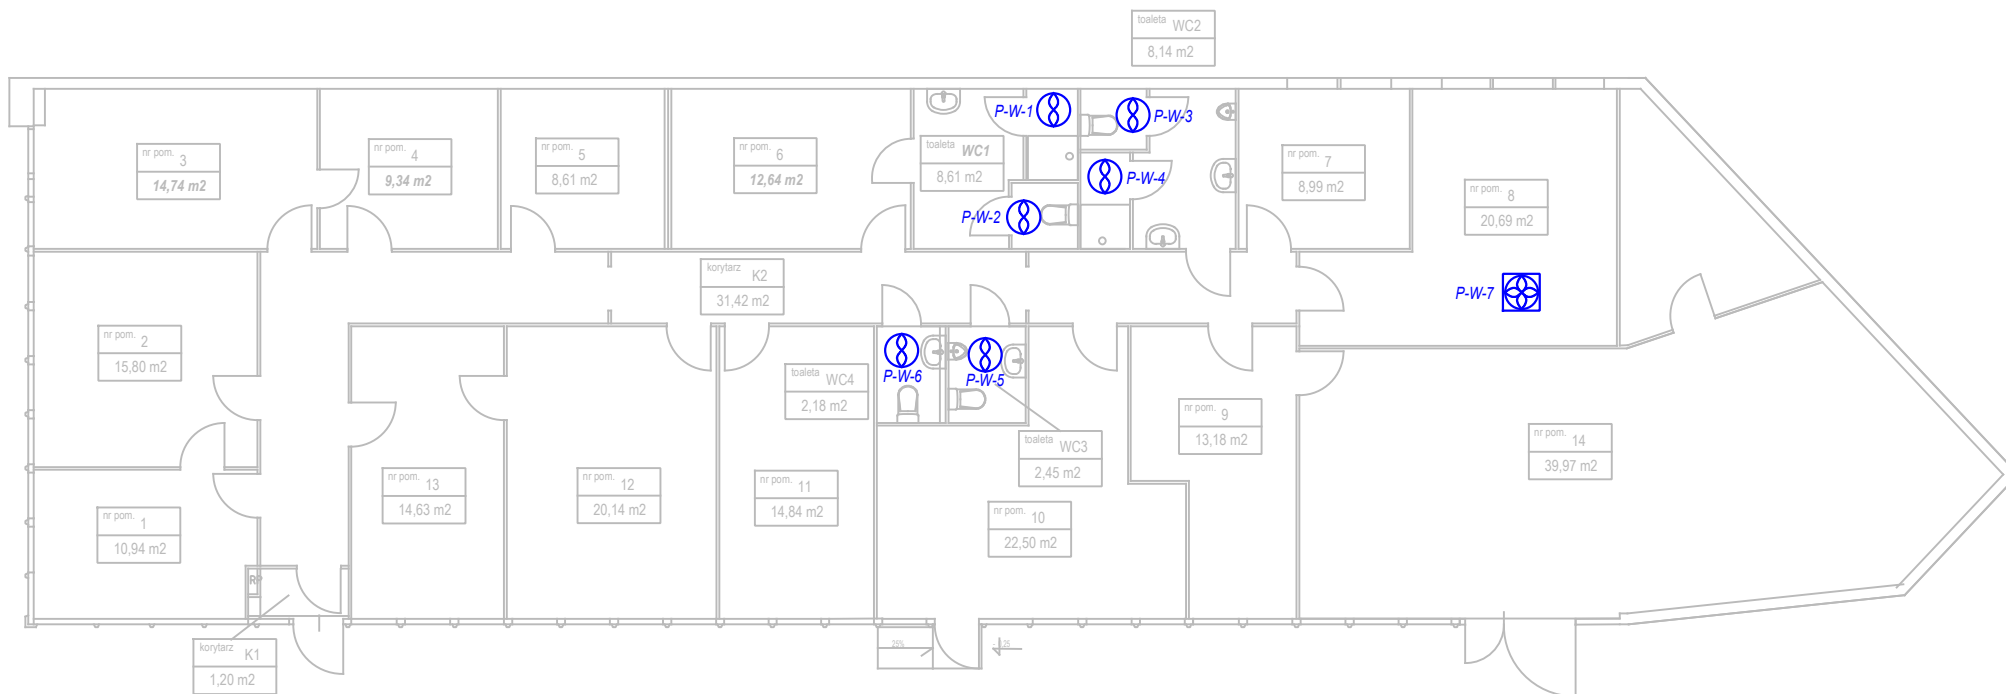 toaleta WC2
8,14 m2
nr pom. 3
14,74 m2
nr pom. 4
9,34 m2
nr pom. 5
8,61 m2
nr pom. 6
12,64 m2
toaleta WC1
8,61 m2
P-W-1
P-W-2
P-W-3
P-W-4
nr pom. 7
8,99 m2
nr pom. 8
20,69 m2
P-W-7
korytarz K2
31,42 m2
nr pom. 2
15,80 m2
toaleta WC4
2,18 m2
P-W-6
P-W-5
nr pom. 9
13,18 m2
toaleta WC3
2,45 m2
nr pom. 14
39,97 m2
nr pom. 13
14,63 m2
nr pom. 12
20,14 m2
nr pom. 11
14,84 m2
nr pom. 10
22,50 m2
nr pom. 1
10,94 m2
RP
korytarz K1
1,20 m2
25%